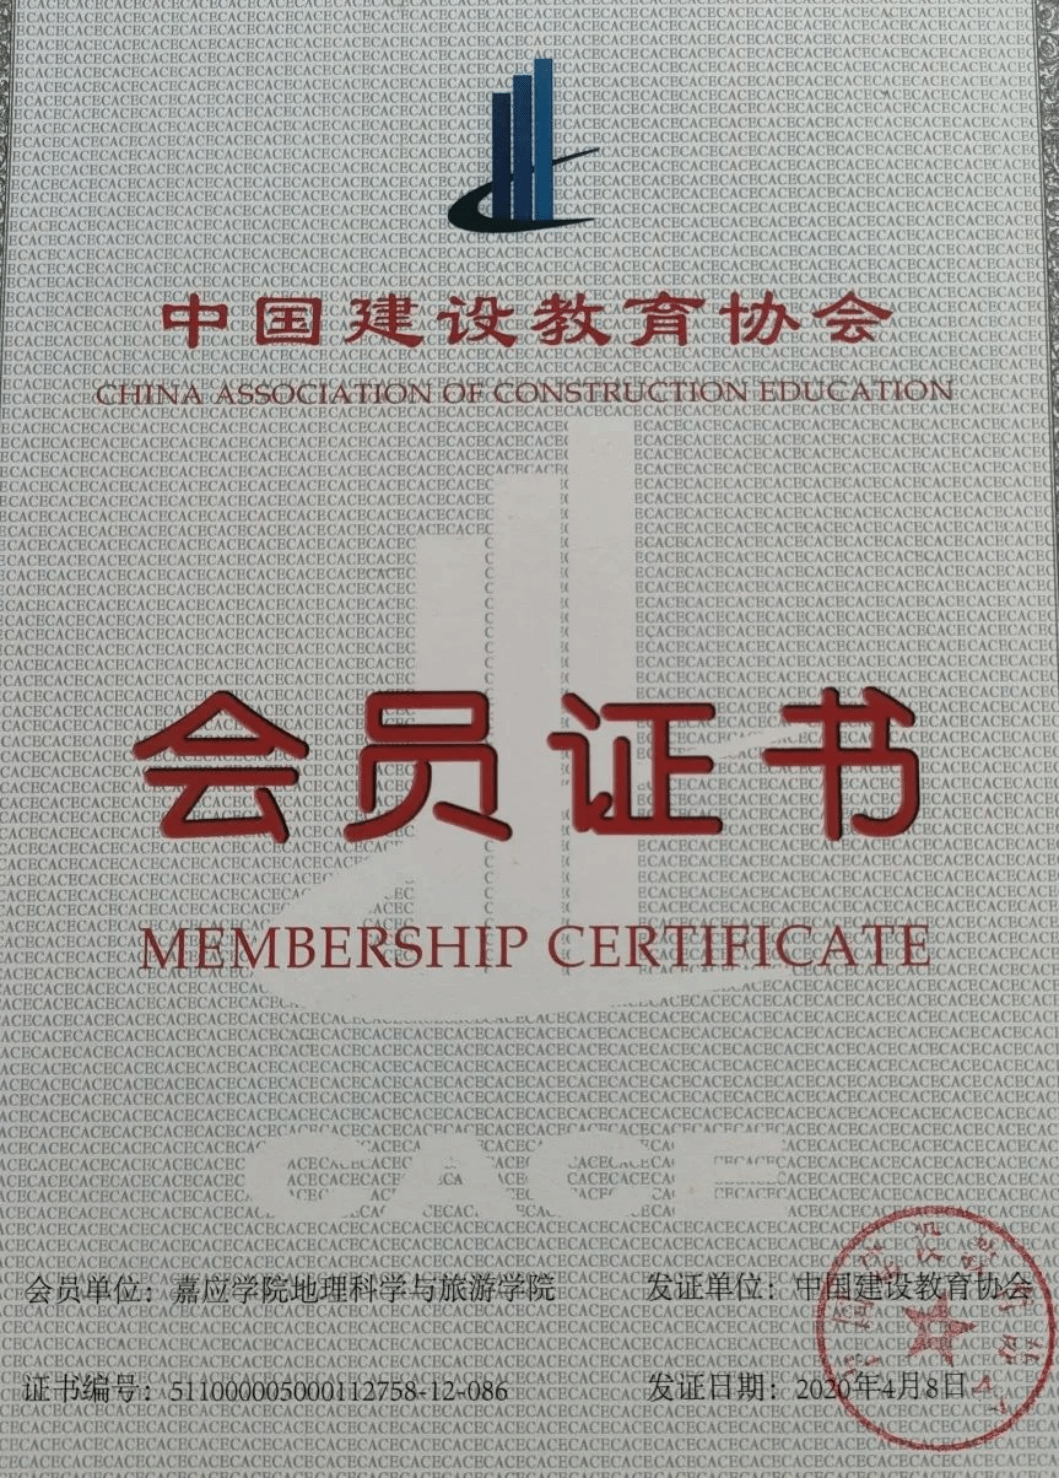 中国建设教育协会
CHINA ASSOCIATION OF CONSTRUCTION EDUCATION
会员证书
MEMBERSHIP CERTIFICATE
CACE
会员单位：嘉应学院地理科学与旅游学院
发证单位：中国建设教育协会
证书编号：511000005000112758-12-086
发证日期：2020年4月8日